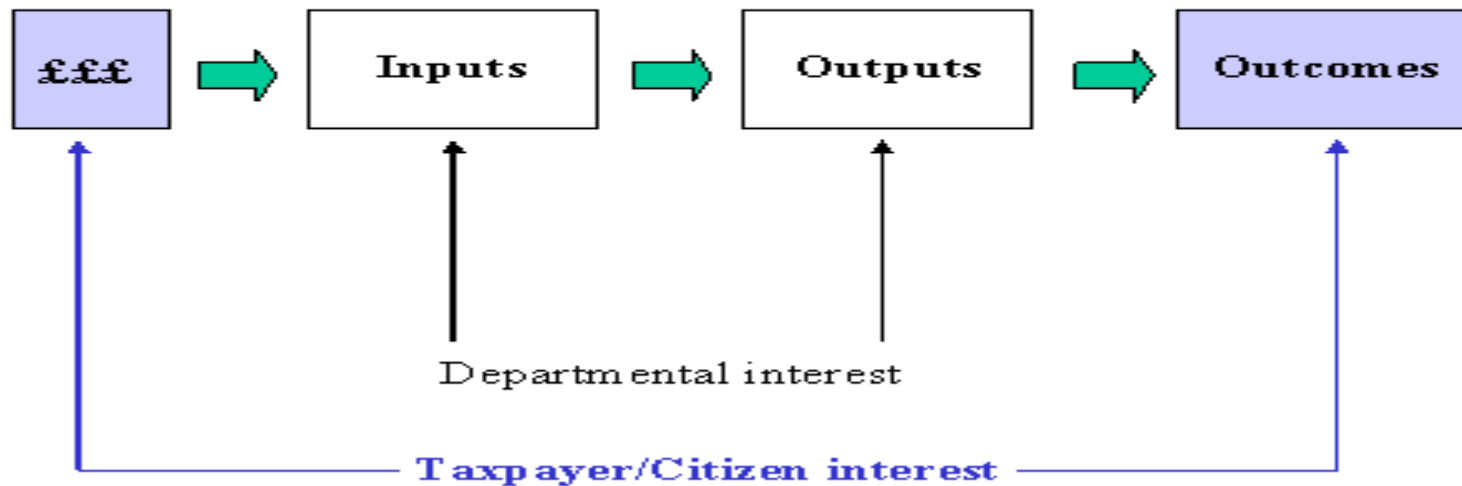 £££
Inputs
Outputs
Outcomes
Departmental interest
Taxpayer/Citizen interest